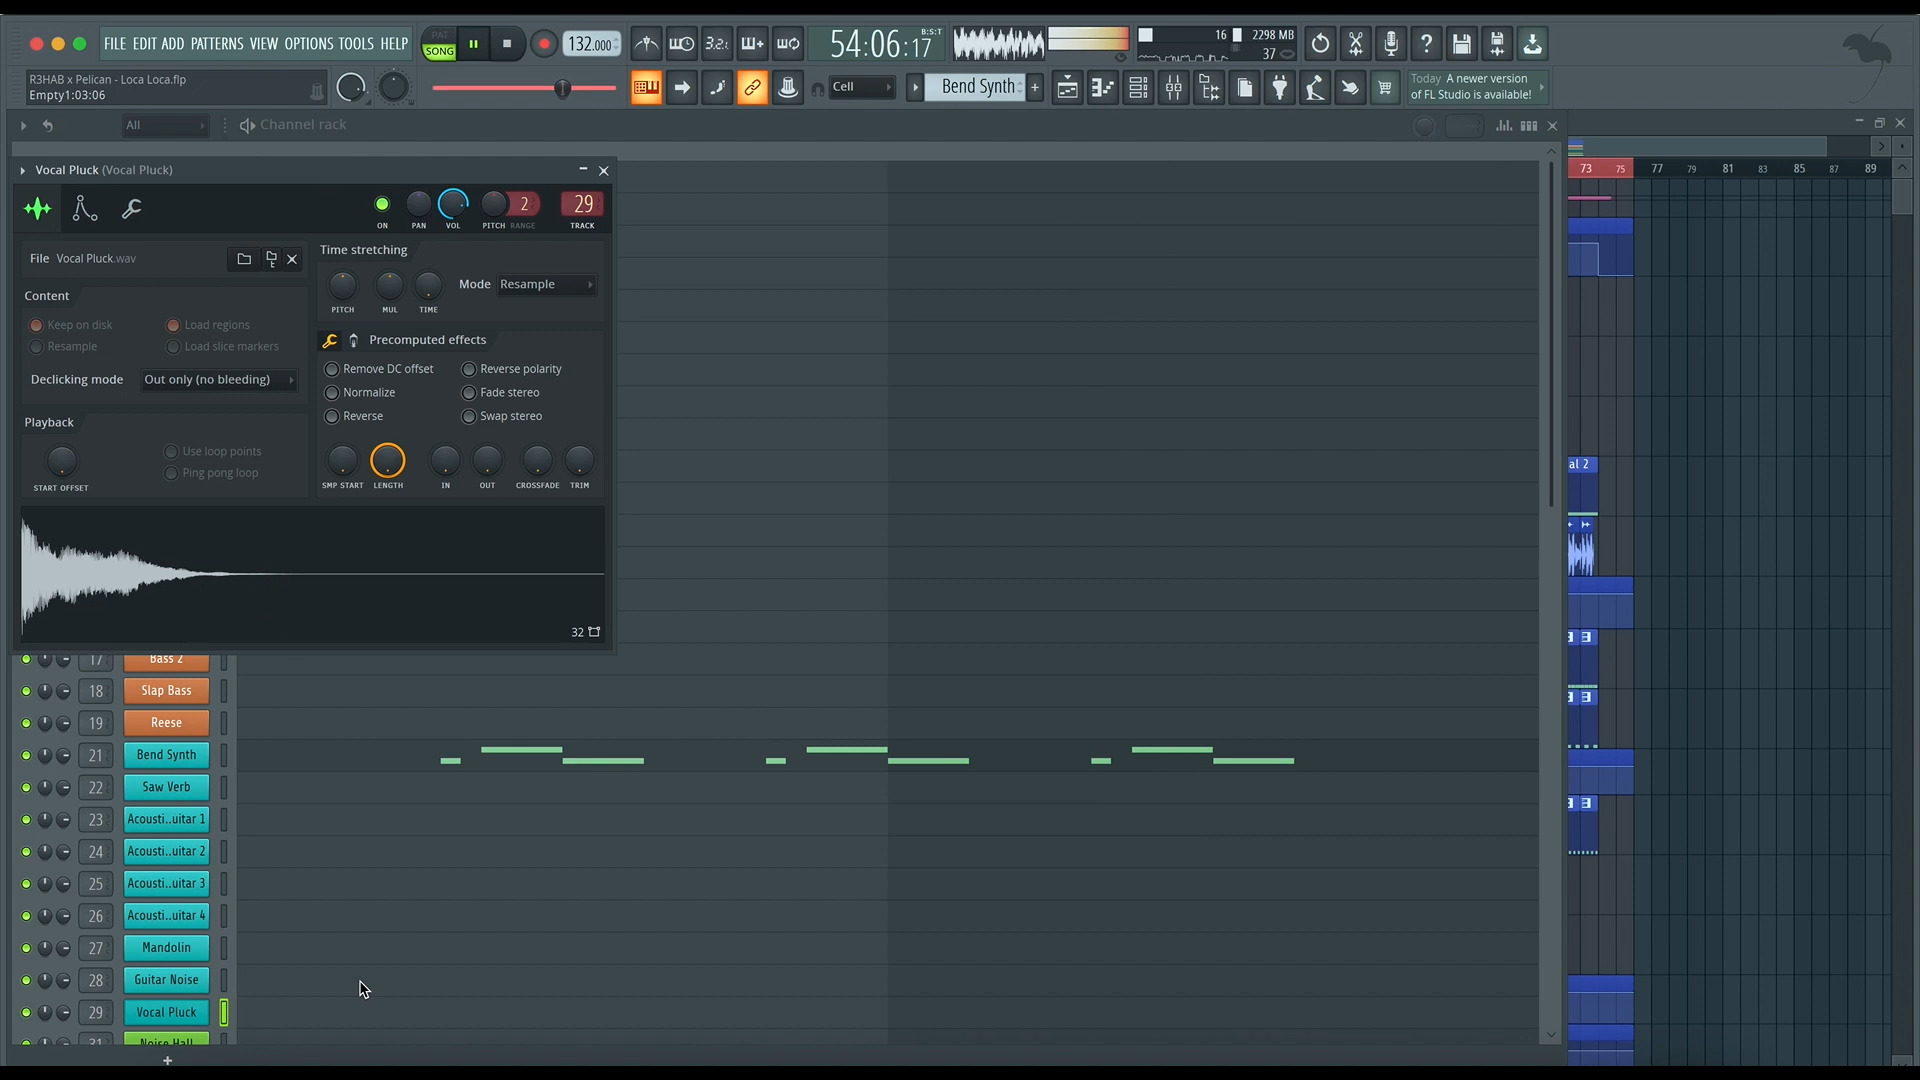 FILE EDIT ADD PATTERNS VIEW OPTIONS TOOLS HELP
PAT
SONG
132.000
3.2.
54:06:17
B:S:T
16
2298 MB
37
R3HAB x Pelican - Loca Loca.flp
Empty1:03:06
Cell
Bend Synth
+
Today A newer version
of FL Studio is available!
All
Channel rack
73 75 77 79 81 83 85 87 89
Vocal Pluck (Vocal Pluck)
ON PAN VOL PITCH RANGE TRACK
2
29
File Vocal Pluck.wav
Time stretching
PITCH MUL TIME
Mode Resample
Content
Keep on disk
Load regions
Resample
Load slice markers
Declicking mode Out only (no bleeding)
Precomputed effects
Remove DC offset
Reverse polarity
Normalize
Fade stereo
Reverse
Swap stereo
Playback
START OFFSET
Use loop points
Ping pong loop
SMP START LENGTH IN OUT CROSSFADE TRIM
32
al 2
17 Bass 2
18 Slap Bass
19 Reese
21 Bend Synth
22 Saw Verb
23 Acousti..uitar 1
24 Acousti..uitar 2
25 Acousti..uitar 3
26 Acousti..uitar 4
27 Mandolin
28 Guitar Noise
29 Vocal Pluck
31 Noise Hall
+